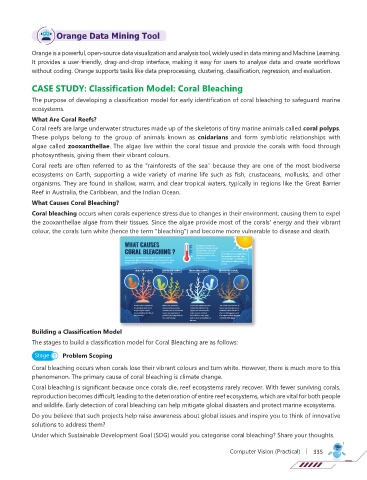 Orange Data Mining Tool
Orange is a powerful, open-source data visualization and analysis tool, widely used in data mining and Machine Learning.
It provides a user-friendly, drag-and-drop interface, making it easy for users to analyse data and create workflows
without coding. Orange supports tasks like data preprocessing, clustering, classification, regression, and evaluation.
CASE STUDY: Classification Model: Coral Bleaching
The purpose of developing a classification model for early identification of coral bleaching to safeguard marine
ecosystems.
What Are Coral Reefs?
Coral reefs are large underwater structures made up of the skeletons of tiny marine animals called coral polyps.
These polyps belong to the group of animals known as cnidarians and form symbiotic relationships with
algae called zooxanthellae. The algae live within the coral tissue and provide the corals with food through
photosynthesis, giving them their vibrant colours.
Coral reefs are often referred to as the "rainforests of the sea" because they are one of the most biodiverse
ecosystems on Earth, supporting a wide variety of marine life such as fish, crustaceans, mollusks, and other
organisms. They are found in shallow, warm, and clear tropical waters, typically in regions like the Great Barrier
Reef in Australia, the Caribbean, and the Indian Ocean.
What Causes Coral Bleaching?
Coral bleaching occurs when corals experience stress due to changes in their environment, causing them to expel
the zooxanthellae algae from their tissues. Since the algae provide most of the corals' energy and their vibrant
colour, the corals turn white (hence the term "bleaching") and become more vulnerable to disease and death.
WHAT CAUSES
CORAL BLEACHING ?
Building a Classification Model
The stages to build a classification model for Coral Bleaching are as follows:
Stage Problem Scoping
Coral bleaching occurs when corals lose their vibrant colours and turn white. However, there is much more to this
phenomenon. The primary cause of coral bleaching is climate change.
Coral bleaching is significant because once corals die, reef ecosystems rarely recover. With fewer surviving corals,
reproduction becomes difficult, leading to the deterioration of entire reef ecosystems, which are vital for both people
and wildlife. Early detection of coral bleaching can help mitigate global disasters and protect marine ecosystems.
Do you believe that such projects help raise awareness about global issues and inspire you to think of innovative
solutions to address them?
Under which Sustainable Development Goal (SDG) would you categorise coral bleaching? Share your thoughts.
Computer Vision (Practical) 335